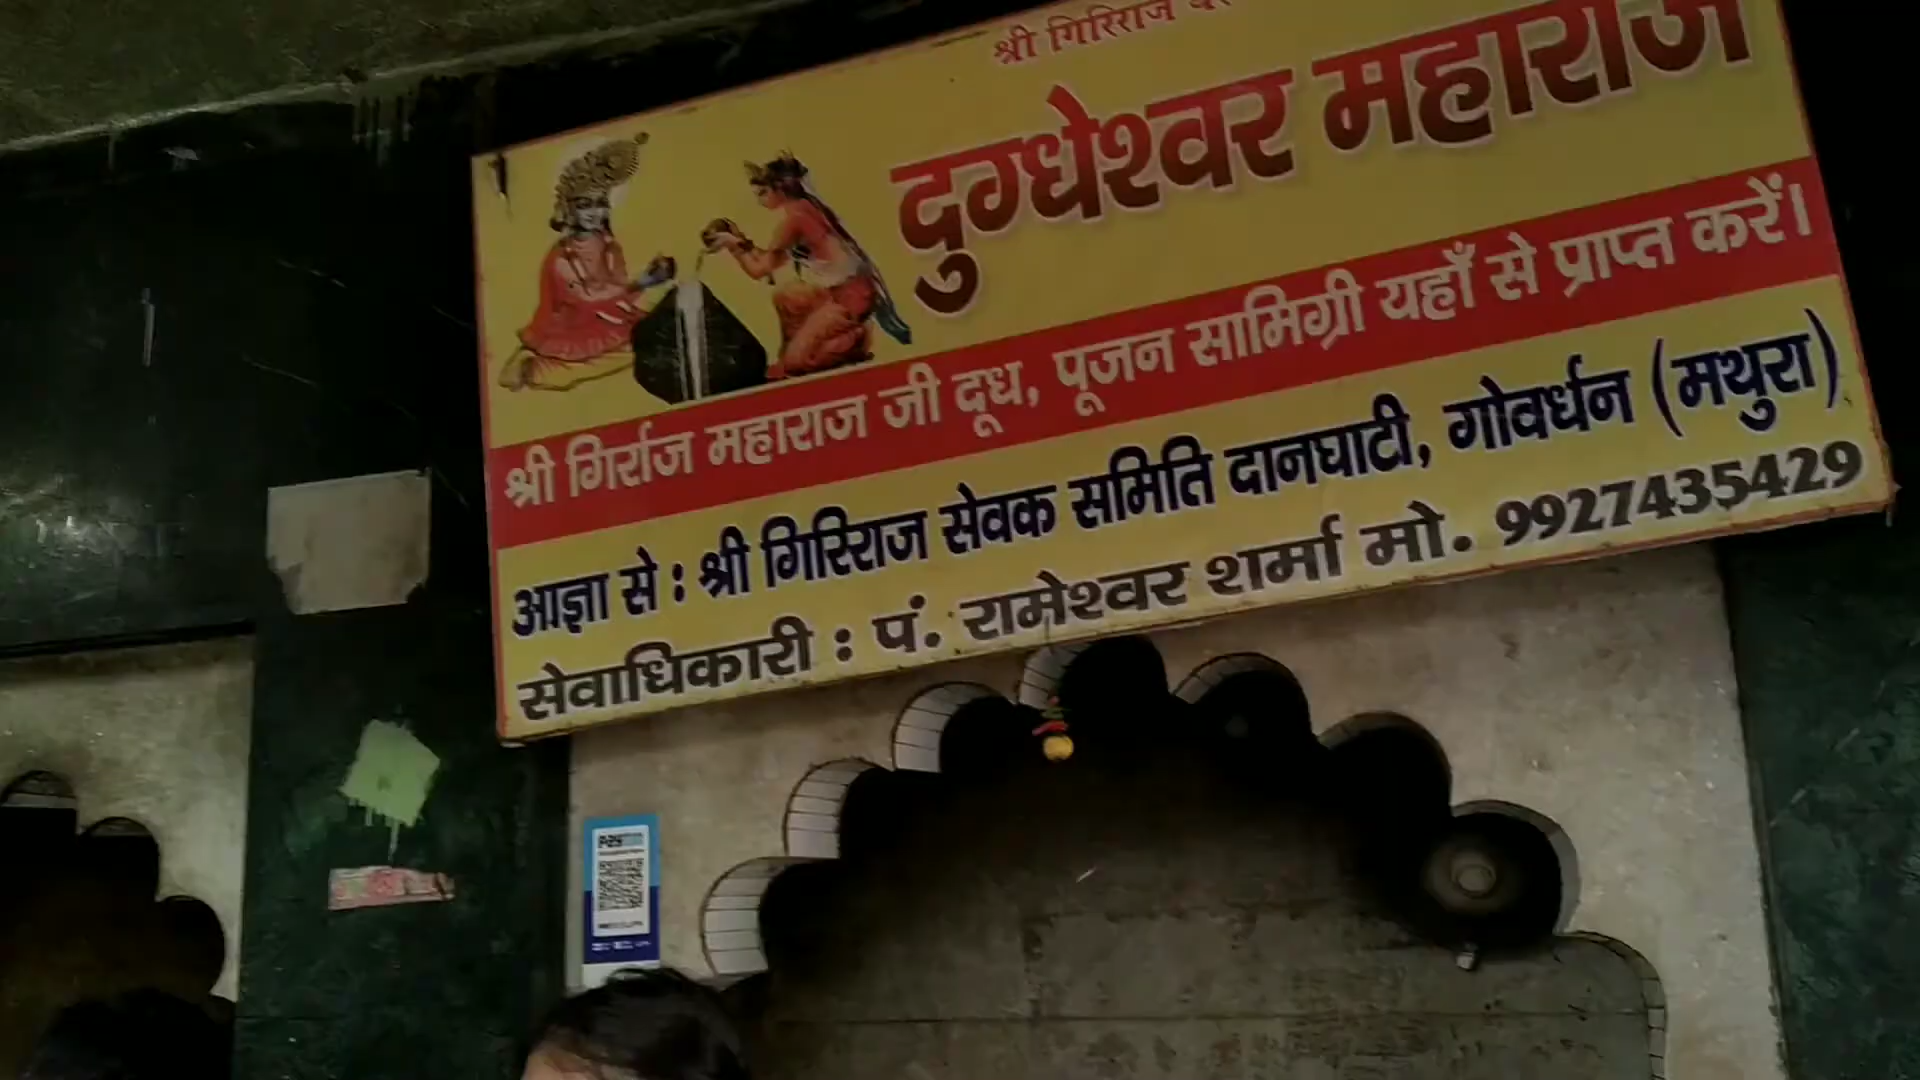 श्री गिरिराज
दुग्धेश्वर महाराज
श्री गिर्राज महाराज जी दूध, पूजन सामिग्री यहाँ से प्राप्त करें।
आज्ञा से : श्री गिरिराज सेवक समिति दानघाटी, गोवर्धन (मथुरा)
सेवाधिकारी : पं. रामेश्वर शर्मा मो. 9927435429